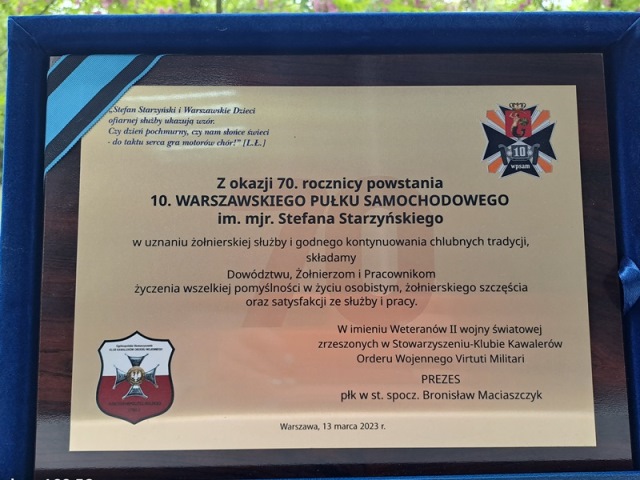 „Stefan Starzyński i Warszawskie Dzieci
ofiarnej służby ukazują wzór.
Czy dzień pochmurny, czy nam słońce świeci
- do taktu serca gra motorów chór!” [L.Ł.]
10
wpsam
70
Z okazji 70. rocznicy powstania
10. WARSZAWSKIEGO PUŁKU SAMOCHODOWEGO
im. mjr. Stefana Starzyńskiego
w uznaniu żołnierskiej służby i godnego kontynuowania chlubnych tradycji,
składamy
Dowództwu, Żołnierzom i Pracownikom
życzenia wszelkiej pomyślności w życiu osobistym, żołnierskiego szczęścia
oraz satysfakcji ze służby i pracy.
W imieniu Weteranów II wojny światowej
zrzeszonych w Stowarzyszeniu-Klubie Kawalerów
Orderu Wojennego Virtuti Militari
PREZES
płk w st. spocz. Bronisław Maciaszczyk
Warszawa, 13 marca 2023 r.